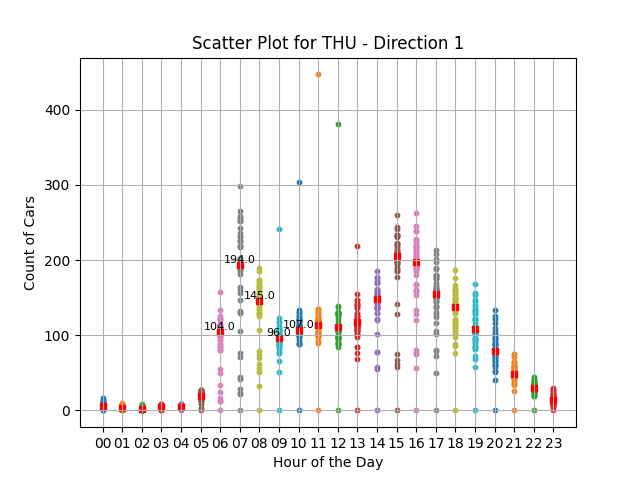 Scatter Plot for THU - Direction 1
Count of Cars
400
300
200
100
0
194.0
145.0
104.0
107.0
96.0
00 01 02 03 04 05 06 07 08 09 10 11 12 13 14 15 16 17 18 19 20 21 22 23
Hour of the Day